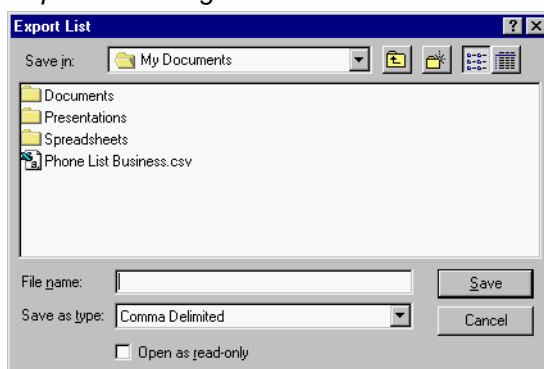 Export List
Save in: My Documents
Documents
Presentations
Spreadsheets
Phone List Business.csv
File name: Save
Save as type: Comma Delimited Cancel
Open as read-only